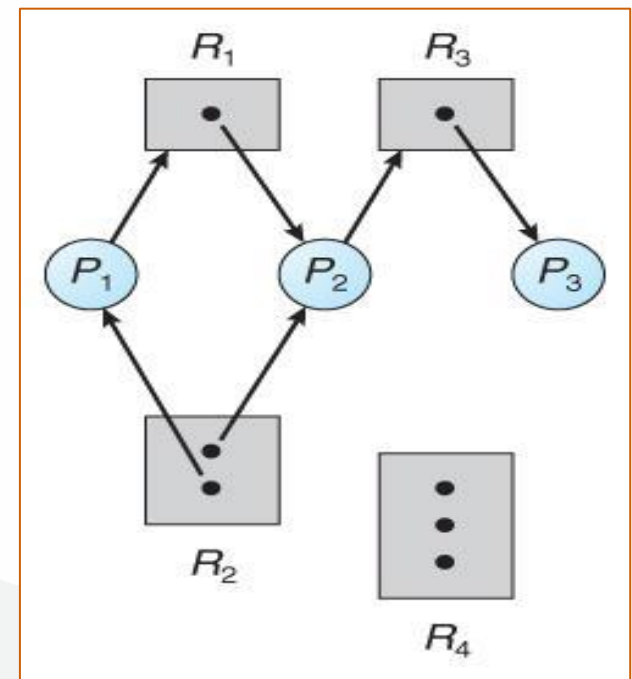 R₁ R₃
P₁ P₂ P₃
R₂
R₄